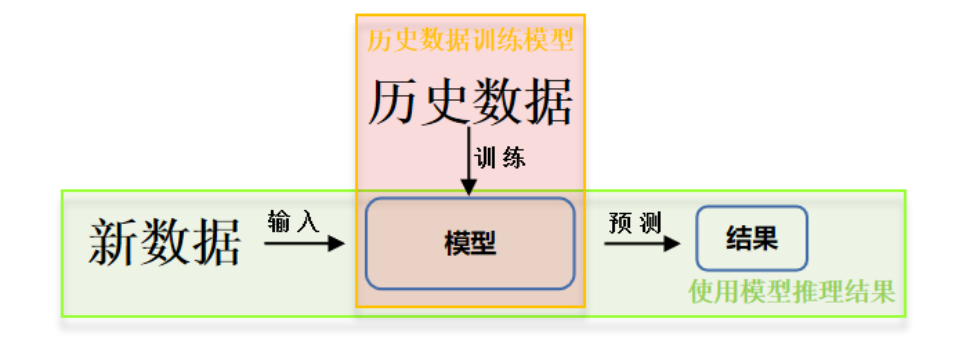 历史数据训练模型
历史数据
训练
新数据
输入
模型
预测
结果
使用模型推理结果